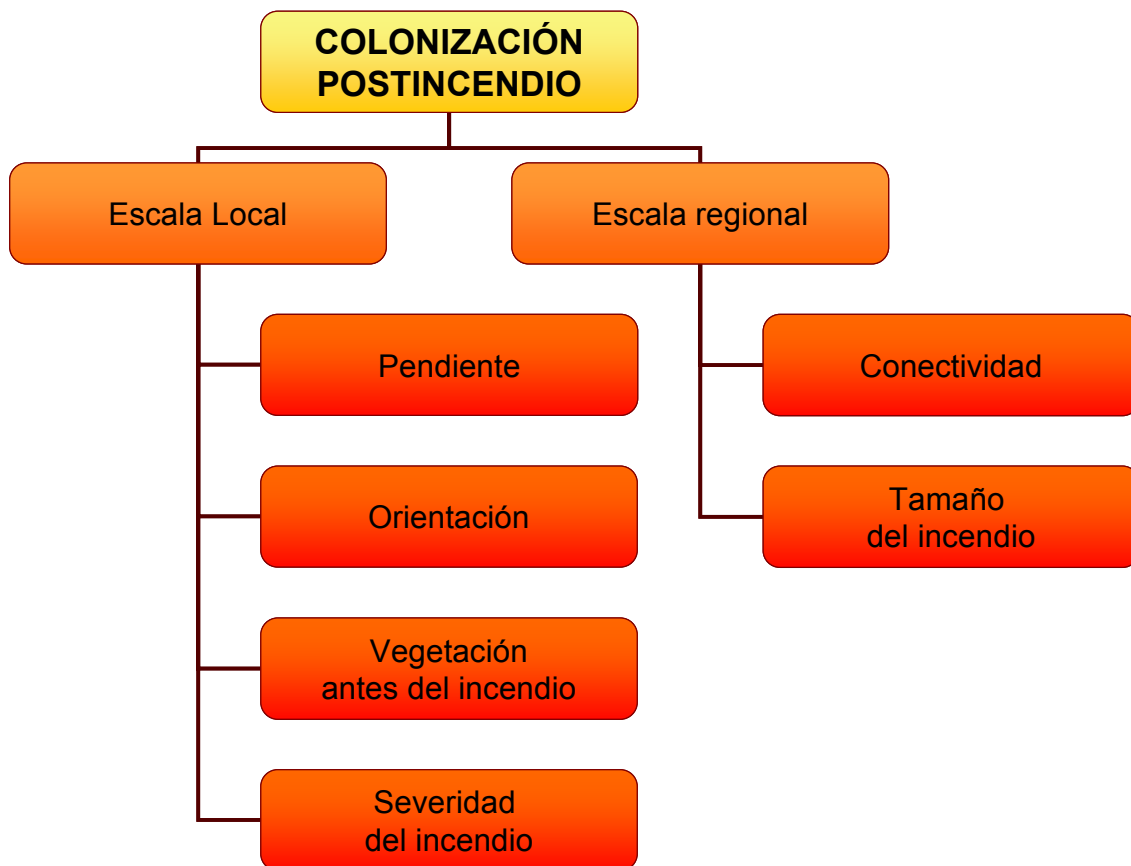 COLONIZACIÓN
POSTINCENDIO
Escala Local
Escala regional
Pendiente
Conectividad
Orientación
Tamaño
del incendio
Vegetación
antes del incendio
Severidad
del incendio